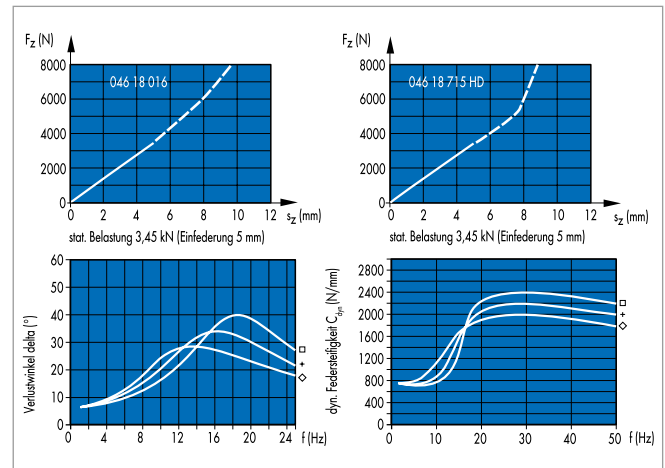 F_Z (N)
8000
6000
4000
2000
0
046 18 016
0 2 4 6 8 10 12
s_Z (mm)
stat. Belastung 3,45 kN (Einfederung 5 mm)
F_Z (N)
8000
6000
4000
2000
0
046 18 715 HD
0 2 4 6 8 10 12
s_Z (mm)
stat. Belastung 3,45 kN (Einfederung 5 mm)
Verlustwinkel delta (°)
60
50
40
30
20
10
0
0 4 8 12 16 20 24 f (Hz)
dyn. Federsteifigkeit C_dyn (N/mm)
2800
2400
2000
1600
1200
800
400
0
0 10 20 30 40 50 f (Hz)